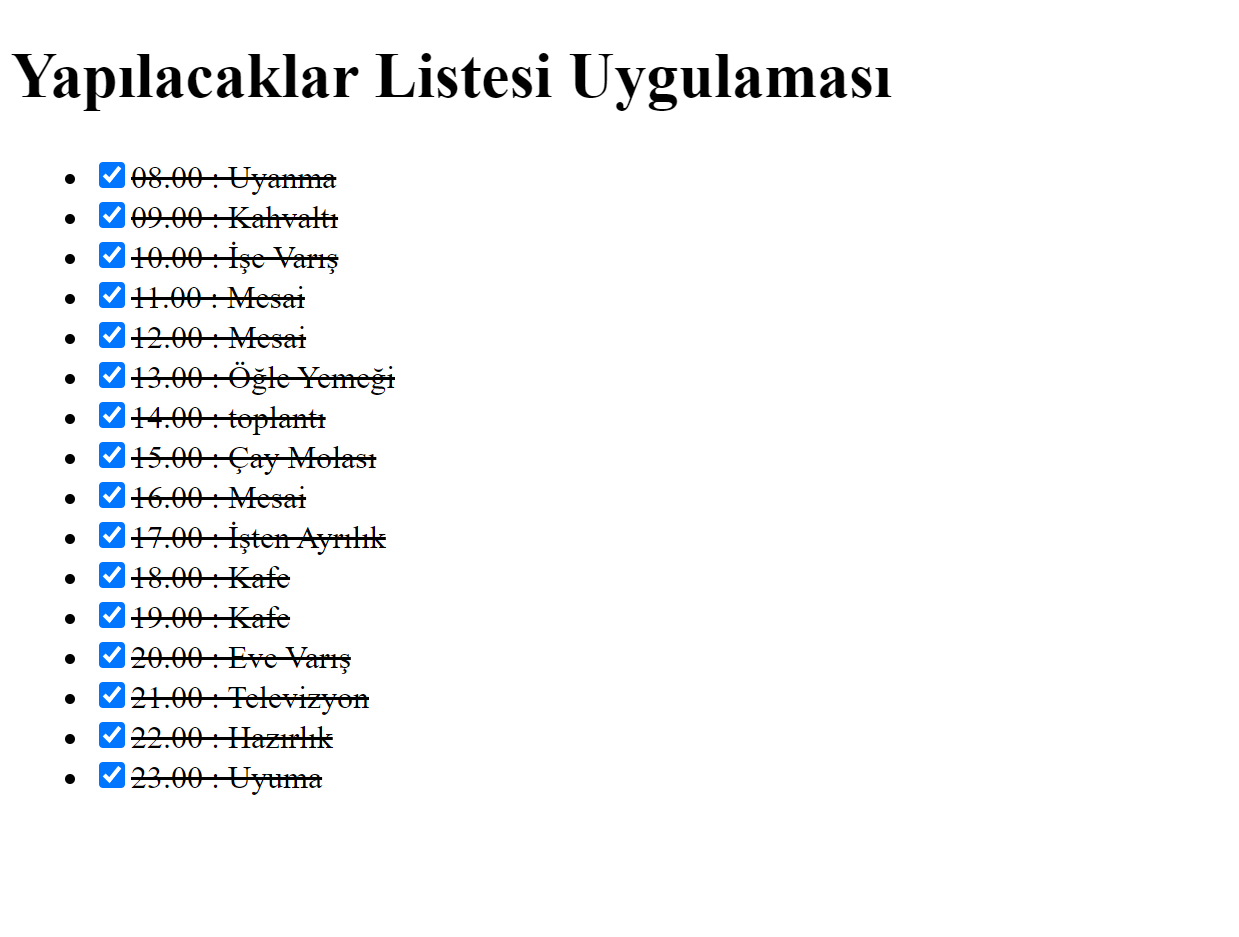 Yapılacaklar Listesi Uygulaması
08.00 : Uyanma
09.00 : Kahvaltı
10.00 : İşe Varış
11.00 : Mesai
12.00 : Mesai
13.00 : Öğle Yemeği
14.00 : toplantı
15.00 : Çay Molası
16.00 : Mesai
17.00 : İşten Ayrılık
18.00 : Kafe
19.00 : Kafe
20.00 : Eve Varış
21.00 : Televizyon
22.00 : Hazırlık
23.00 : Uyuma